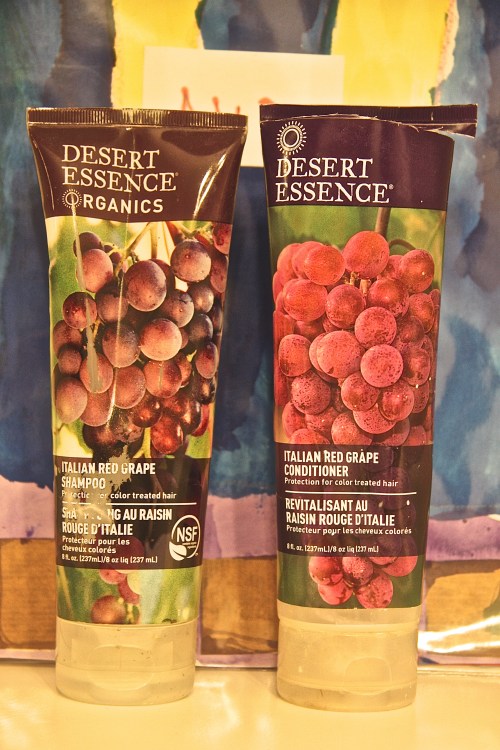 DESERT
ESSENCE®
ORGANICS
ITALIAN RED GRAPE
SHAMPOO
Protection for color treated hair
ROUGE D'ITALIE
Protecteur pour les
cheveux colorés
8 fl. oz. (237mL)/8 oz liq (237 mL)
NSF
DESERT
ESSENCE®
ITALIAN RED GRAPE
CONDITIONER
Protection for color treated hair
REVITALISANT AU
RAISIN ROUGE D'ITALIE
Protecteur pour les cheveux colorés
8 fl. oz. (237mL)/8 oz liq (237 mL)